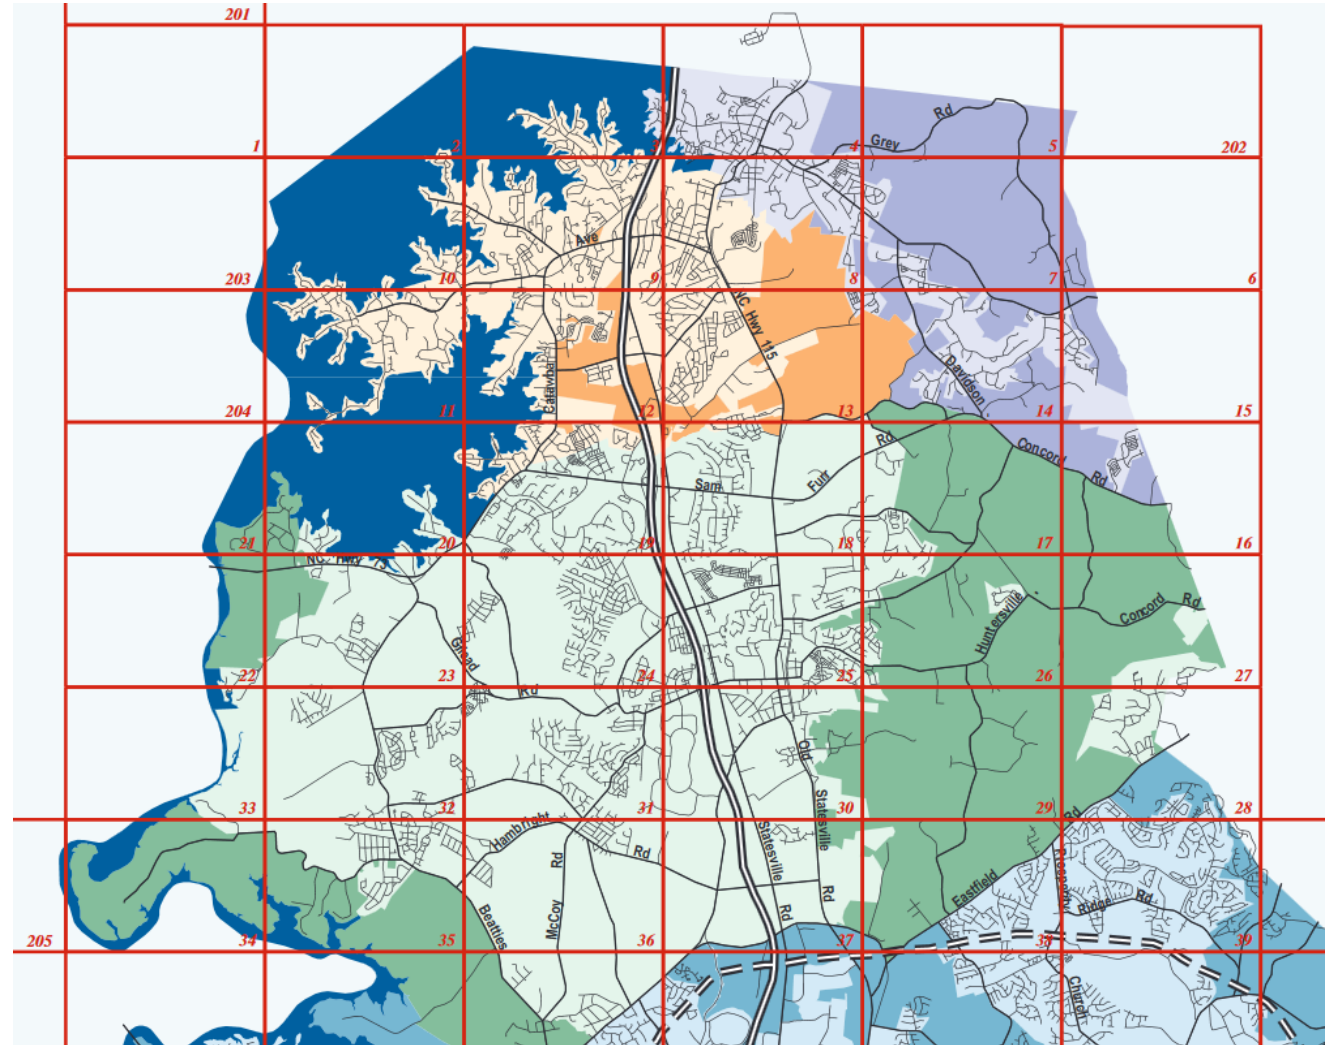 201
Rd
Grey
1 2 3 4 5 202
Ave
203 10 9 8 7 6
NC Hwy 115
Catawba
Davidson
204 11 12 13 14 15
Rd
Concord
Rd
Sam
Furr
21 20 19 18 17 16
NC Hwy 73
Huntersville
Concord Rd
Gilead
22 23 24 25 26 27
Rd
Old
Statesville
33 32 31 30 29 28
Rd
Hambright
Rd
Rd
Statesville
Prosperity
Eastfield
Rd
Ridge Rd
Beatties
McCoy
Rd
205 34 35 36 37 38 39
Church